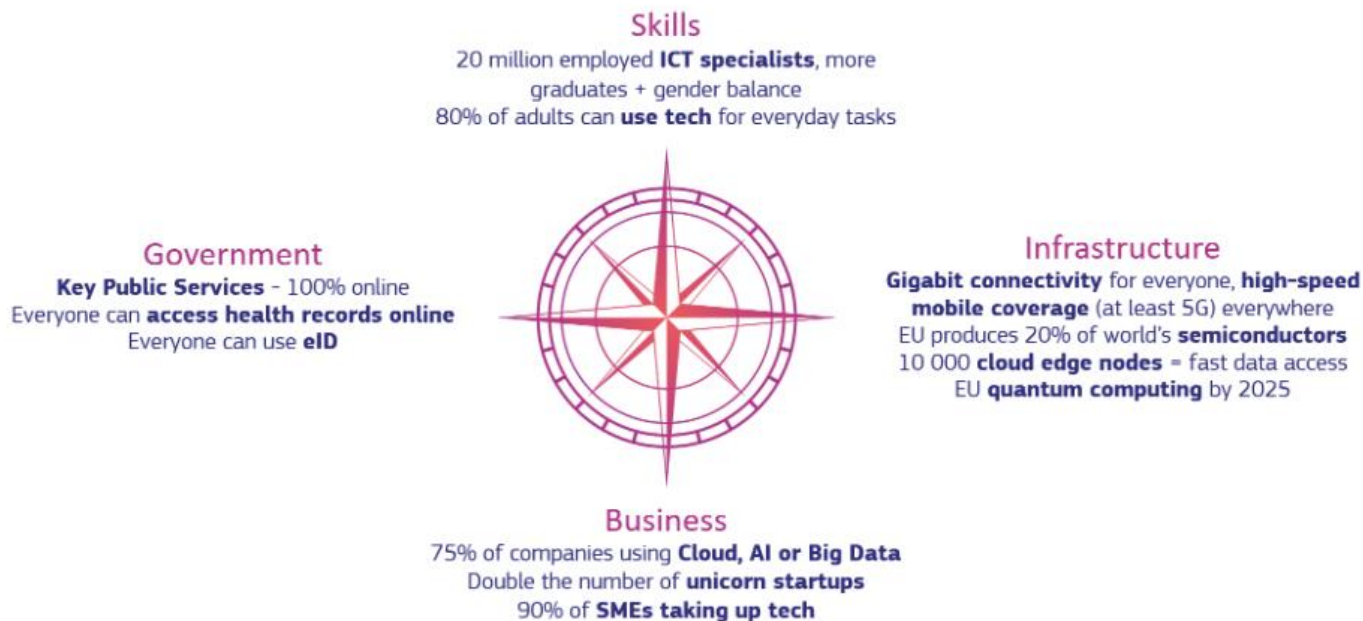 Skills
20 million employed ICT specialists, more
graduates + gender balance
80% of adults can use tech for everyday tasks
Government
Key Public Services - 100% online
Everyone can access health records online
Everyone can use eID
Infrastructure
Gigabit connectivity for everyone, high-speed
mobile coverage (at least 5G) everywhere
EU produces 20% of world's semiconductors
10 000 cloud edge nodes = fast data access
EU quantum computing by 2025
Business
75% of companies using Cloud, AI or Big Data
Double the number of unicorn startups
90% of SMEs taking up tech